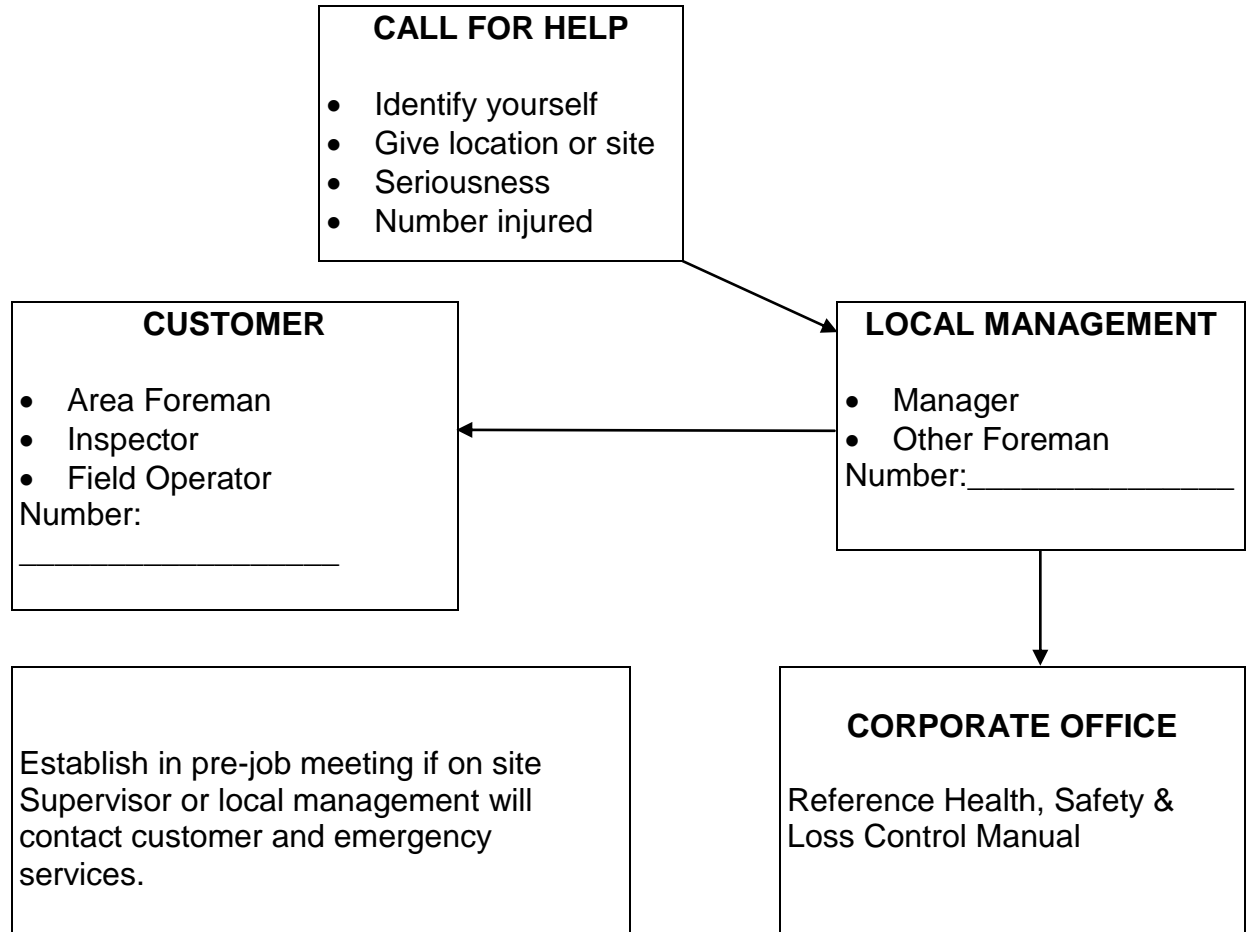 CALL FOR HELP
• Identify yourself
• Give location or site
• Seriousness
• Number injured
CUSTOMER
• Area Foreman
• Inspector
• Field Operator
Number:
__________________
LOCAL MANAGEMENT
• Manager
• Other Foreman
Number:_______________
Establish in pre-job meeting if on site
Supervisor or local management will
contact customer and emergency
services.
CORPORATE OFFICE
Reference Health, Safety &
Loss Control Manual